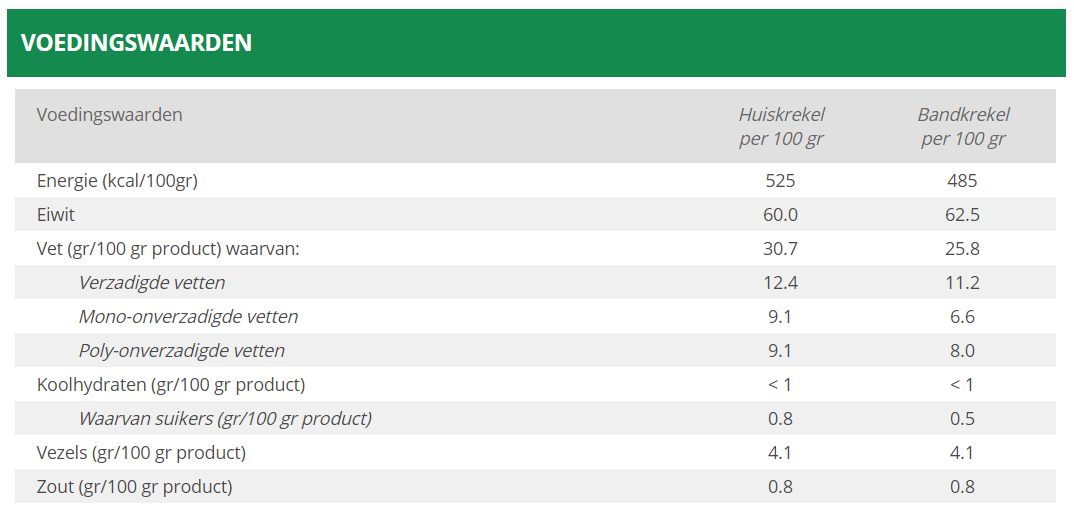 VOEDINGSWAARDEN
Voedingswaarden Huiskrekel per 100 gr Bandkrekel per 100 gr
Energie (kcal/100gr) 525 485
Eiwit 60.0 62.5
Vet (gr/100 gr product) waarvan: 30.7 25.8
Verzadigde vetten 12.4 11.2
Mono-onverzadigde vetten 9.1 6.6
Poly-onverzadigde vetten 9.1 8.0
Koolhydraten (gr/100 gr product) < 1 < 1
Waarvan suikers (gr/100 gr product) 0.8 0.5
Vezels (gr/100 gr product) 4.1 4.1
Zout (gr/100 gr product) 0.8 0.8